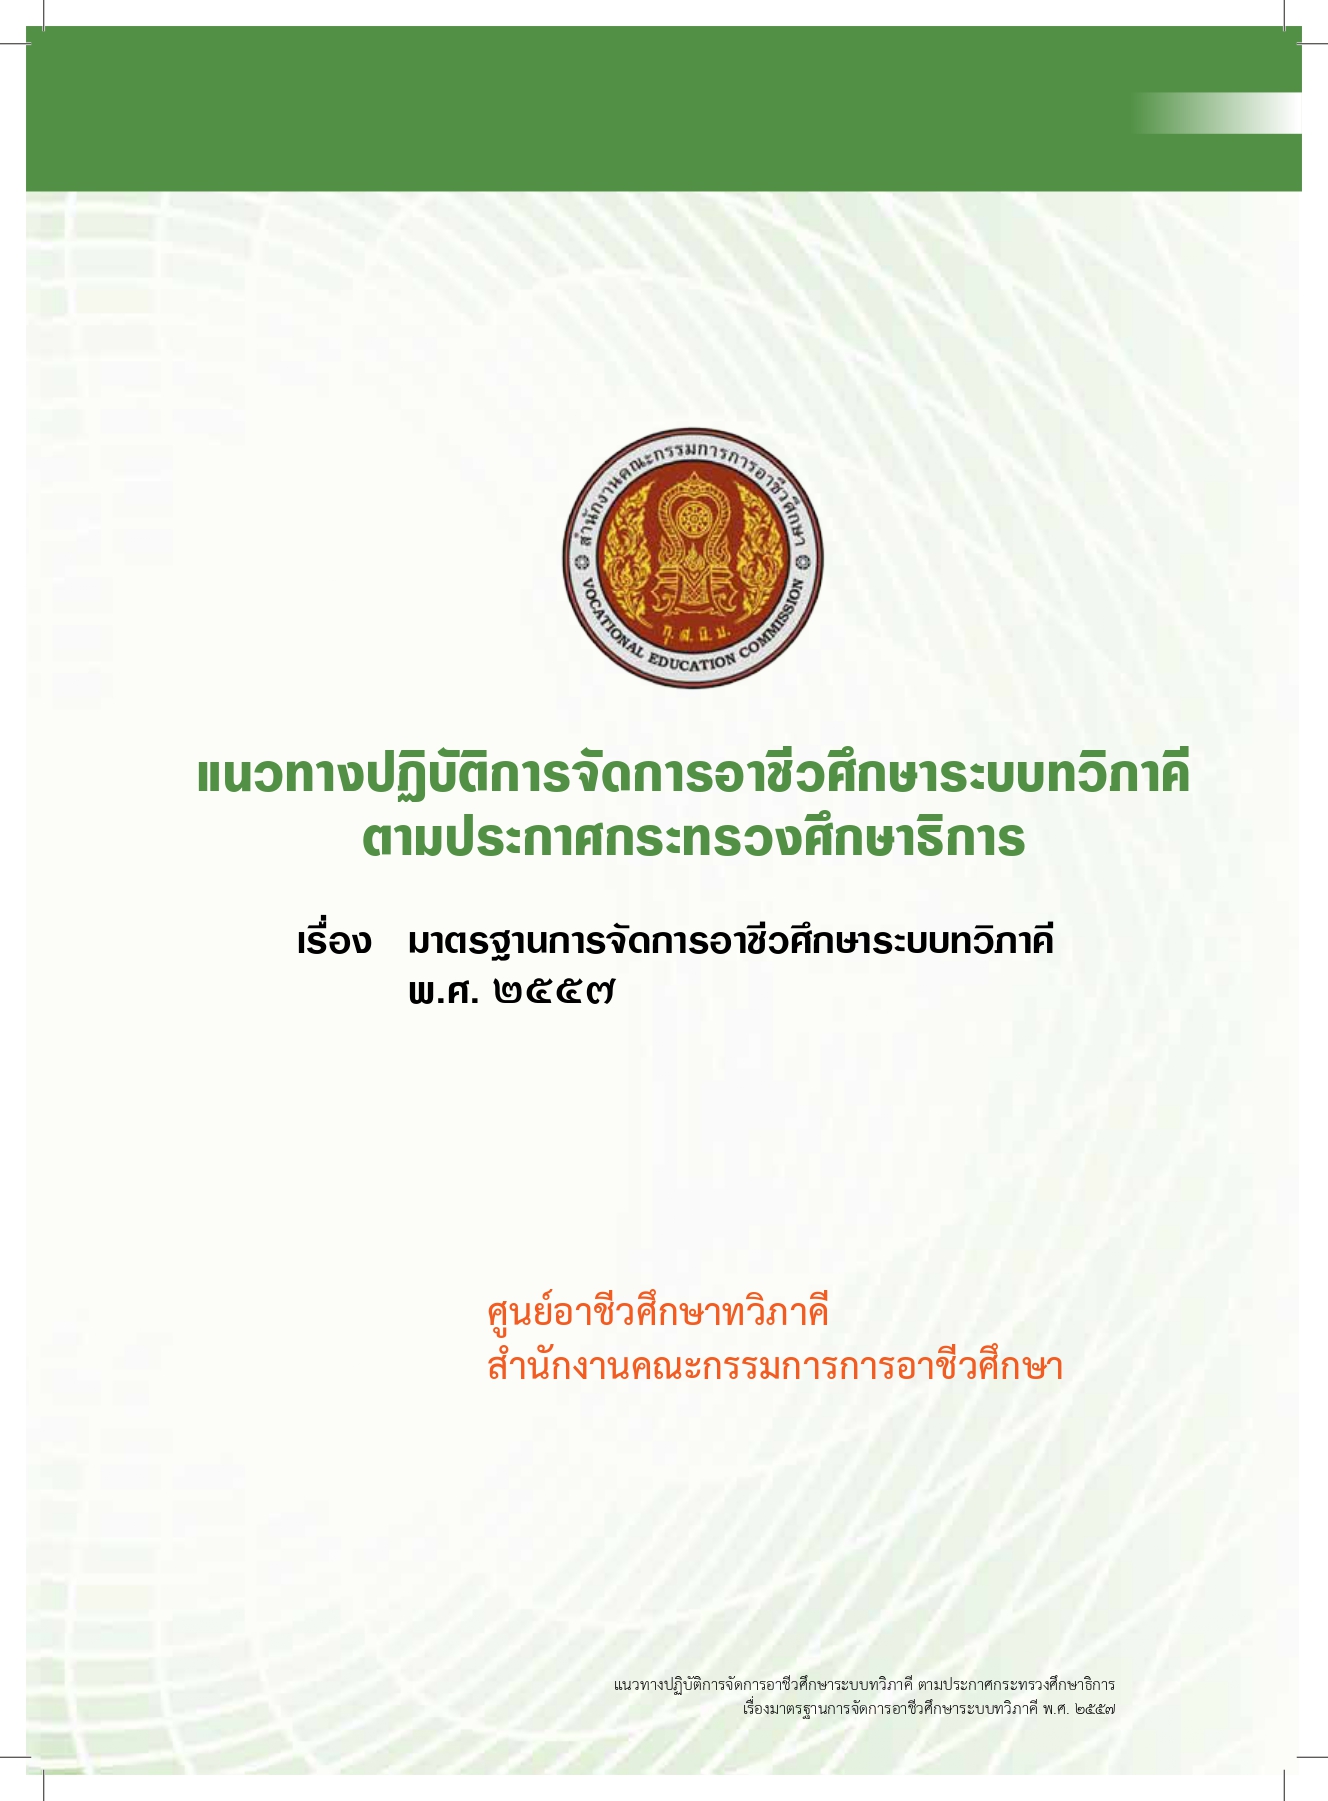 สำนักงานคณะกรรมการการอาชีวศึกษา
กุ. ส. นิ. ม.
VOCATIONAL EDUCATION COMMISSION
แนวทางปฏิบัติการจัดการอาชีวศึกษาระบบทวิภาคี
ตามประกาศกระทรวงศึกษาธิการ
เรื่อง มาตรฐานการจัดการอาชีวศึกษาระบบทวิภาคี
พ.ศ. ๒๕๕๗
ศูนย์อาชีวศึกษาทวิภาคี
สำนักงานคณะกรรมการการอาชีวศึกษา
แนวทางปฏิบัติการจัดการอาชีวศึกษาระบบทวิภาคี ตามประกาศกระทรวงศึกษาธิการ
เรื่องมาตรฐานการจัดการอาชีวศึกษาระบบทวิภาคี พ.ศ. ๒๕๕๗